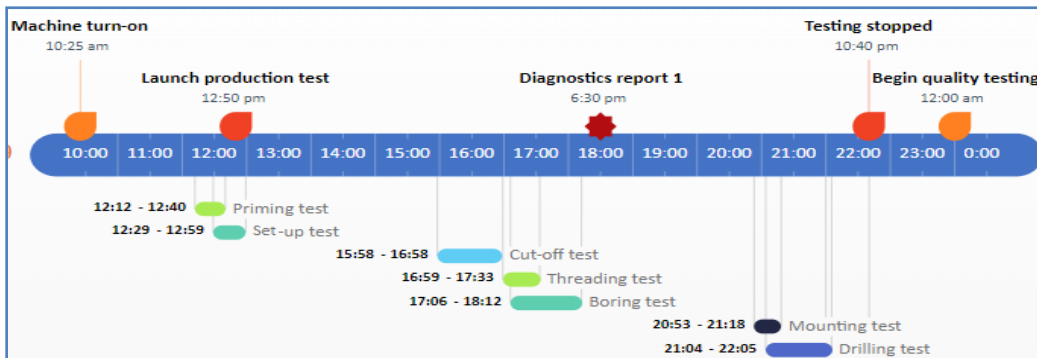 Machine turn-on
10:25 am
Testing stopped
10:40 pm
Launch production test
12:50 pm
Diagnostics report 1
6:30 pm
Begin quality testing
12:00 am
10:00 11:00 12:00 13:00 14:00 15:00 16:00 17:00 18:00 19:00 20:00 21:00 22:00 23:00 0:00
12:12 - 12:40 Priming test
12:29 - 12:59 Set-up test
15:58 - 16:58 Cut-off test
16:59 - 17:33 Threading test
17:06 - 18:12 Boring test
20:53 - 21:18 Mounting test
21:04 - 22:05 Drilling test